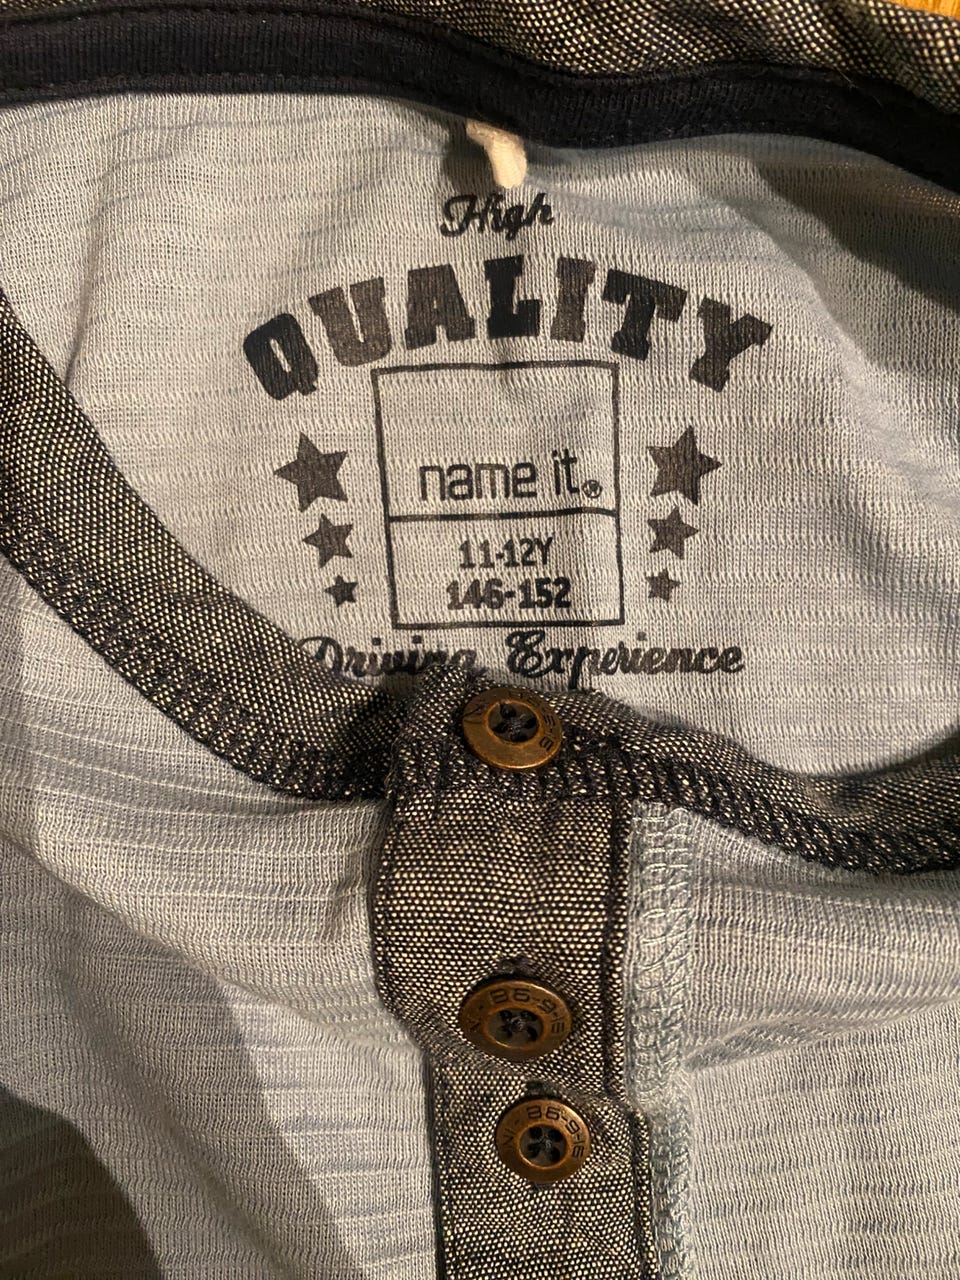 High
QUALITY
name it®
11-12Y
146-152
Driving Experience